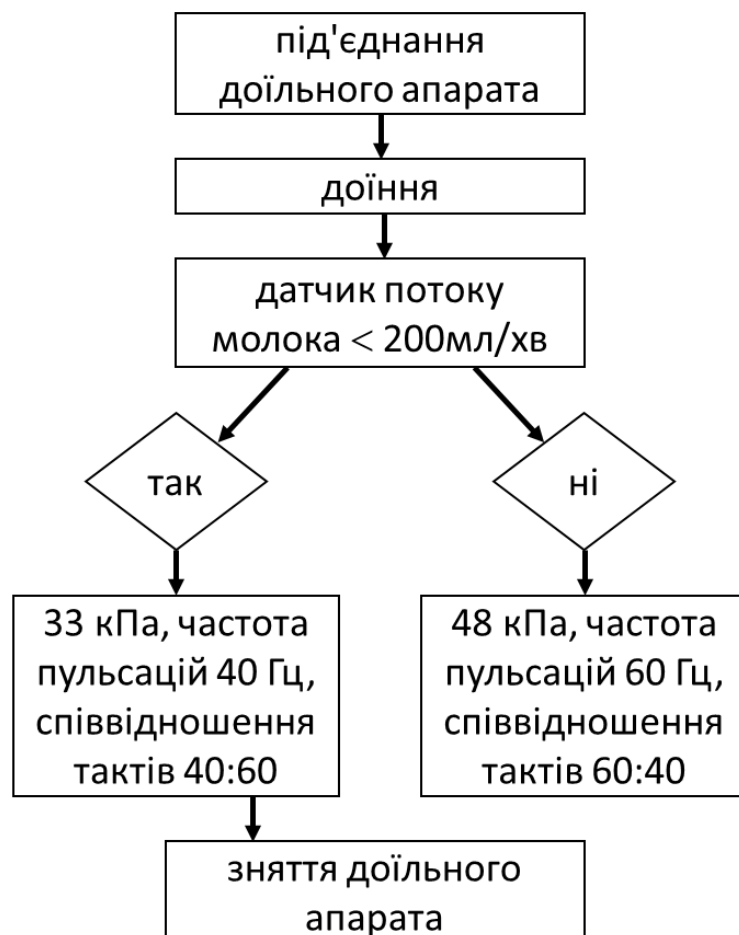 під'єднання
доїльного апарата
доїння
датчик потоку
молока < 200мл/хв
так
ні
33 кПа, частота
пульсацій 40 Гц,
співвідношення
тактів 40:60
48 кПа, частота
пульсацій 60 Гц,
співвідношення
тактів 60:40
зняття доїльного
апарата